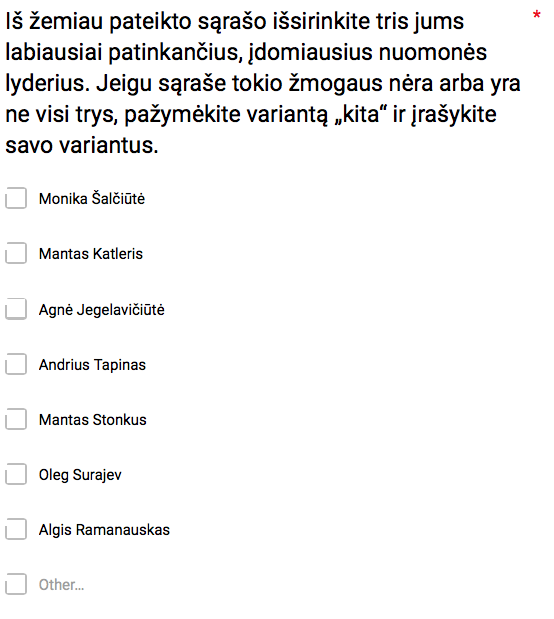 Iš žemiau pateikto sąrašo išsirinkite tris jums *
labiausiai patinkančius, įdomiausius nuomonės
lyderius. Jeigu sąraše tokio žmogaus nėra arba yra
ne visi trys, pažymėkite variantą „kita“ ir įrašykite
savo variantus.
Monika Šalčiūtė
Mantas Katleris
Agnė Jegelavičiūtė
Andrius Tapinas
Mantas Stonkus
Oleg Surajev
Algis Ramanauskas
Other...